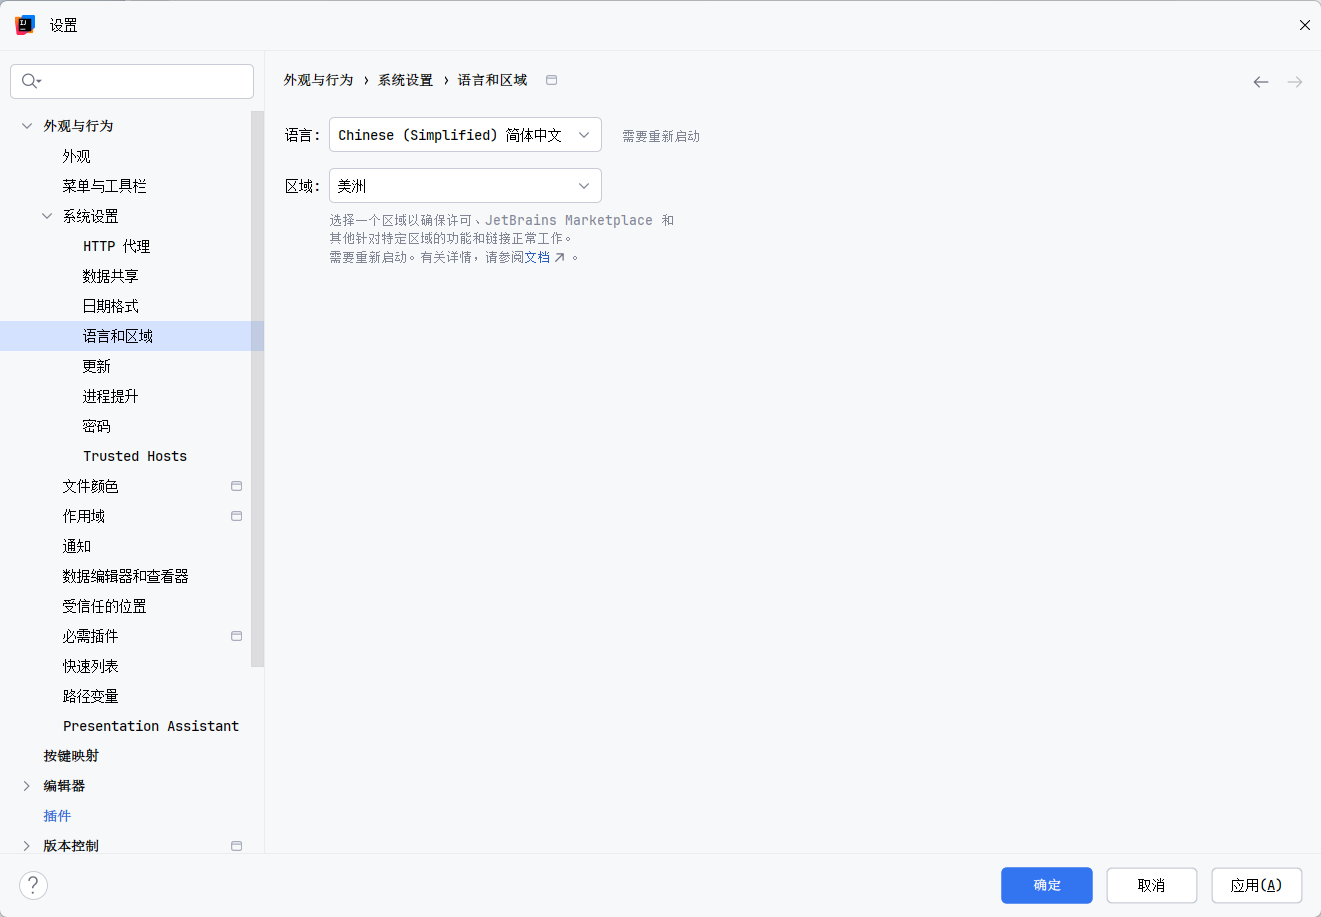 设置
外观与行为
外观
菜单与工具栏
系统设置
HTTP 代理
数据共享
日期格式
语言和区域
更新
进程提升
密码
Trusted Hosts
文件颜色
作用域
通知
数据编辑器和查看器
受信任的位置
必需插件
快速列表
路径变量
Presentation Assistant
按键映射
编辑器
插件
版本控制
外观与行为 › 系统设置 › 语言和区域
语言: Chinese (Simplified) 简体中文 需要重新启动
区域: 美洲
选择一个区域以确保许可、JetBrains Marketplace 和
其他针对特定区域的功能和链接正常工作。
需要重新启动。有关详情，请参阅文档↗ 。
? 确定 取消 应用(A)